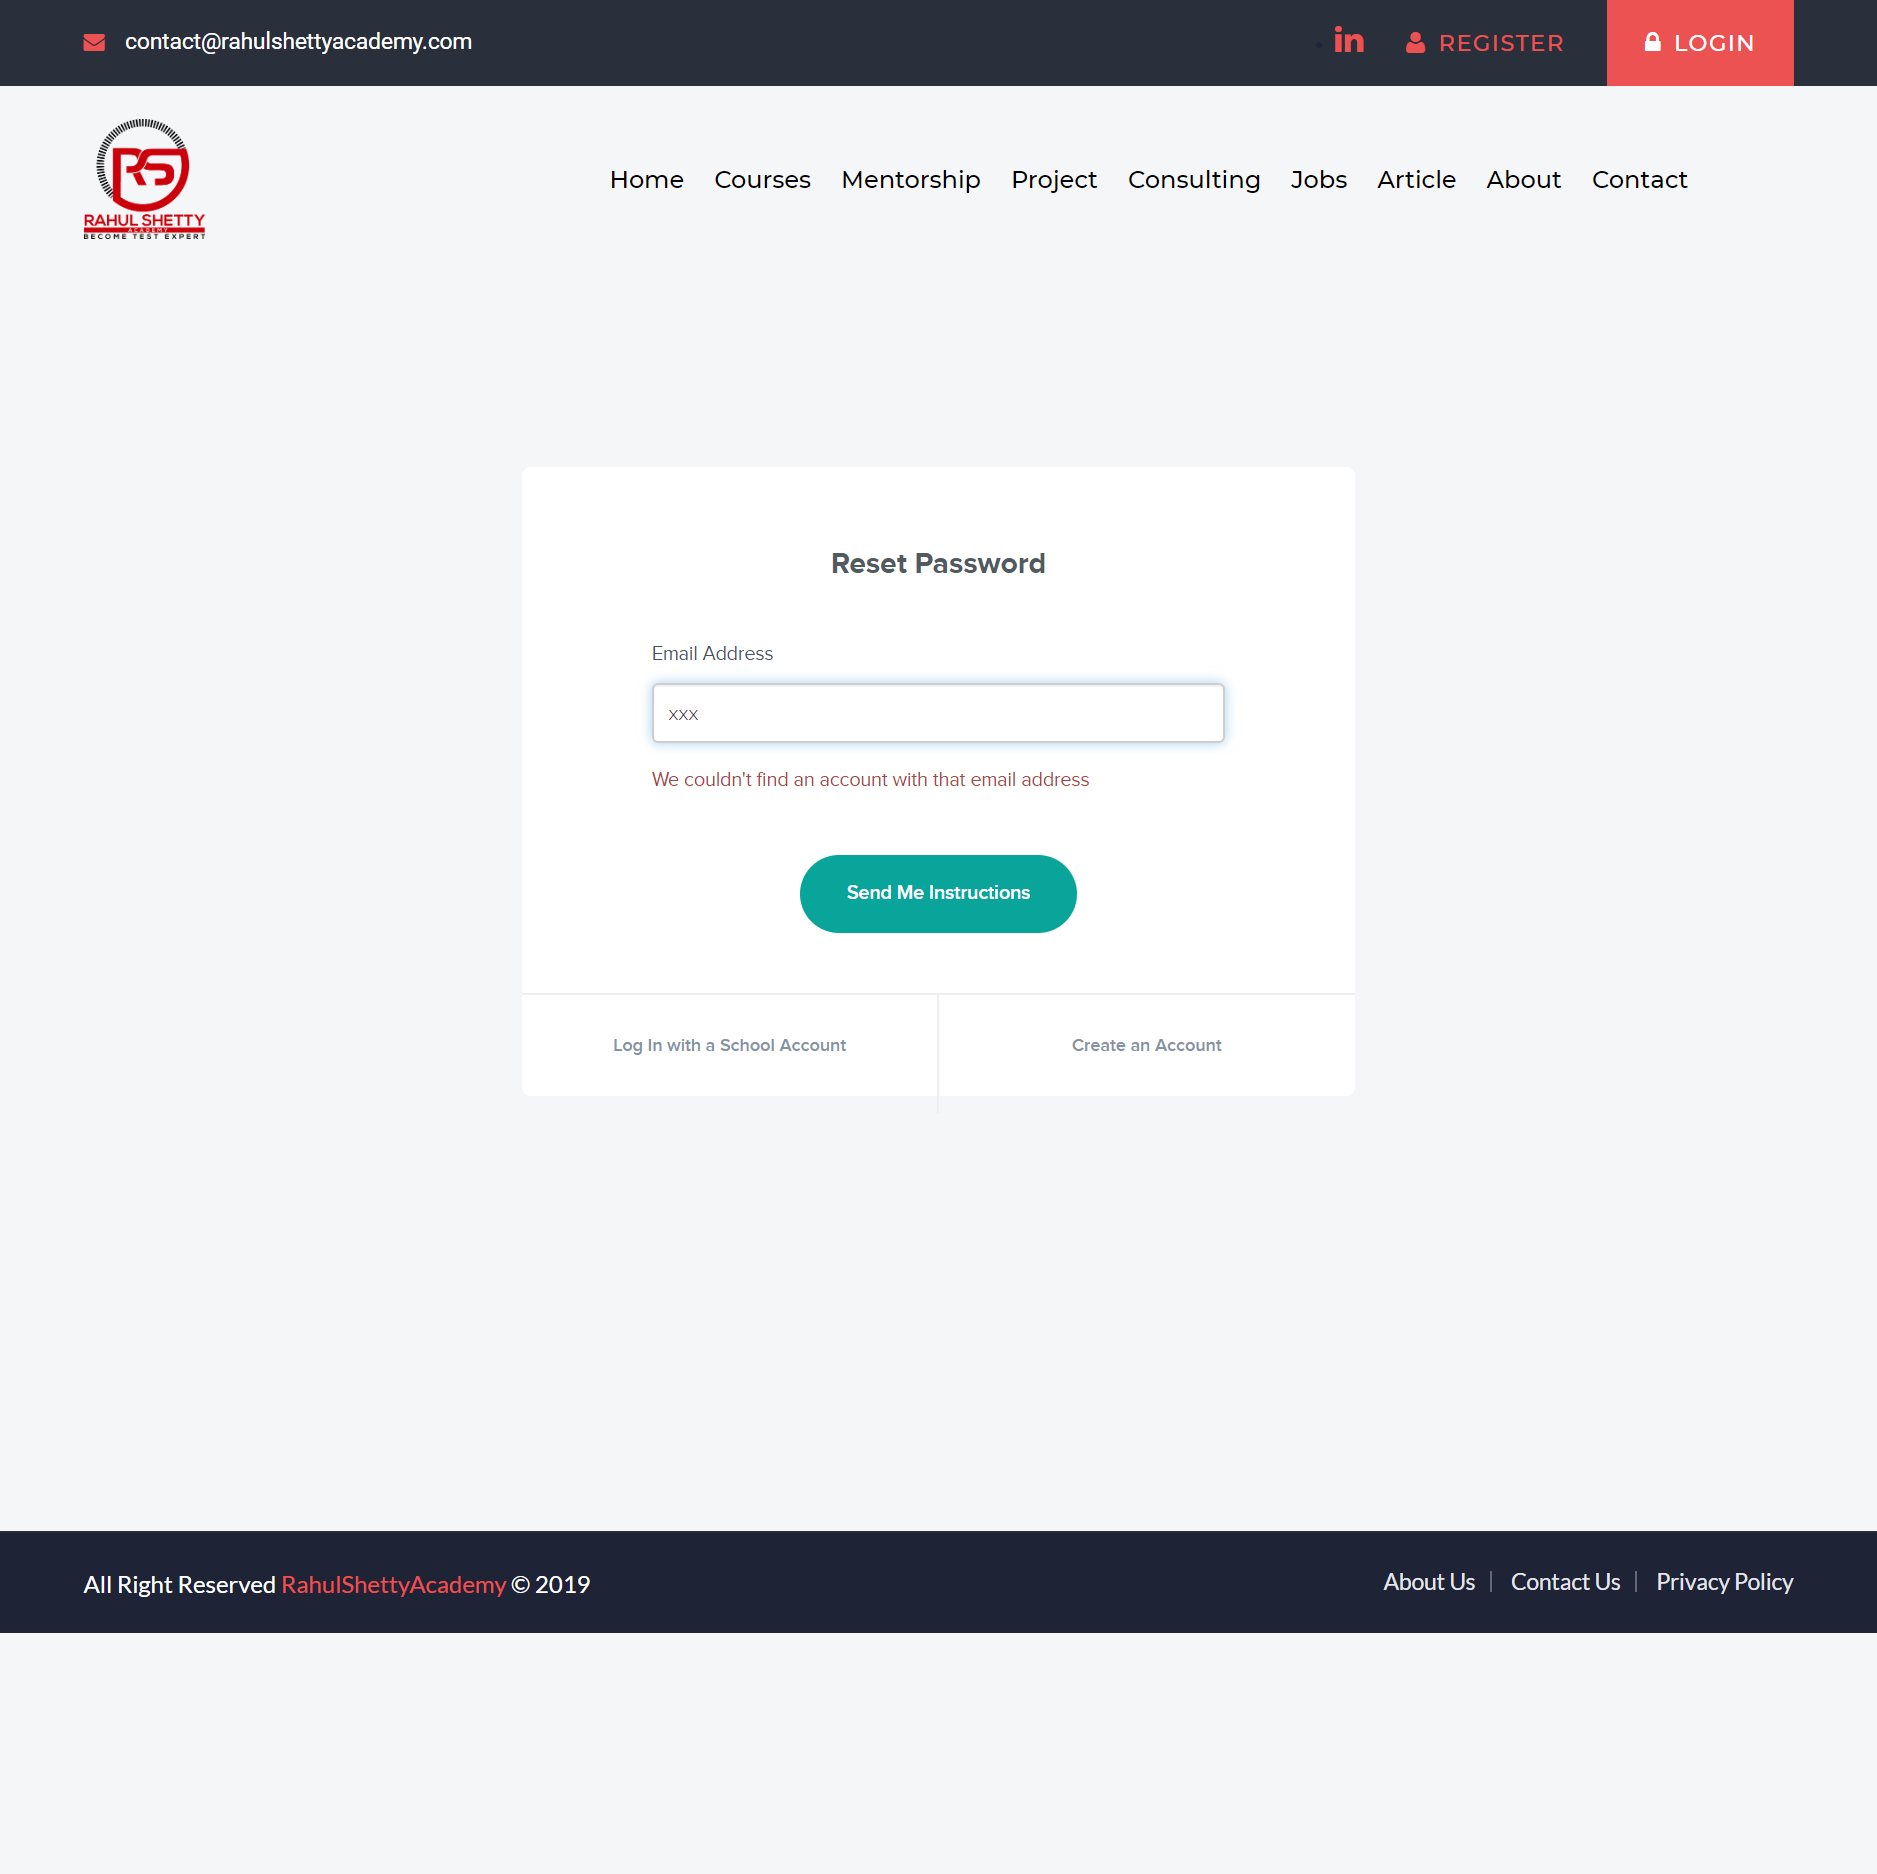 contact@rahulshettyacademy.com
in REGISTER LOGIN
RS
RAHUL SHETTY
ACADEMY
BECOME TEST EXPERT
Home Courses Mentorship Project Consulting Jobs Article About Contact
Reset Password
Email Address
xxx
We couldn't find an account with that email address
Send Me Instructions
Log In with a School Account
Create an Account
All Right Reserved RahulShettyAcademy © 2019
About Us | Contact Us | Privacy Policy